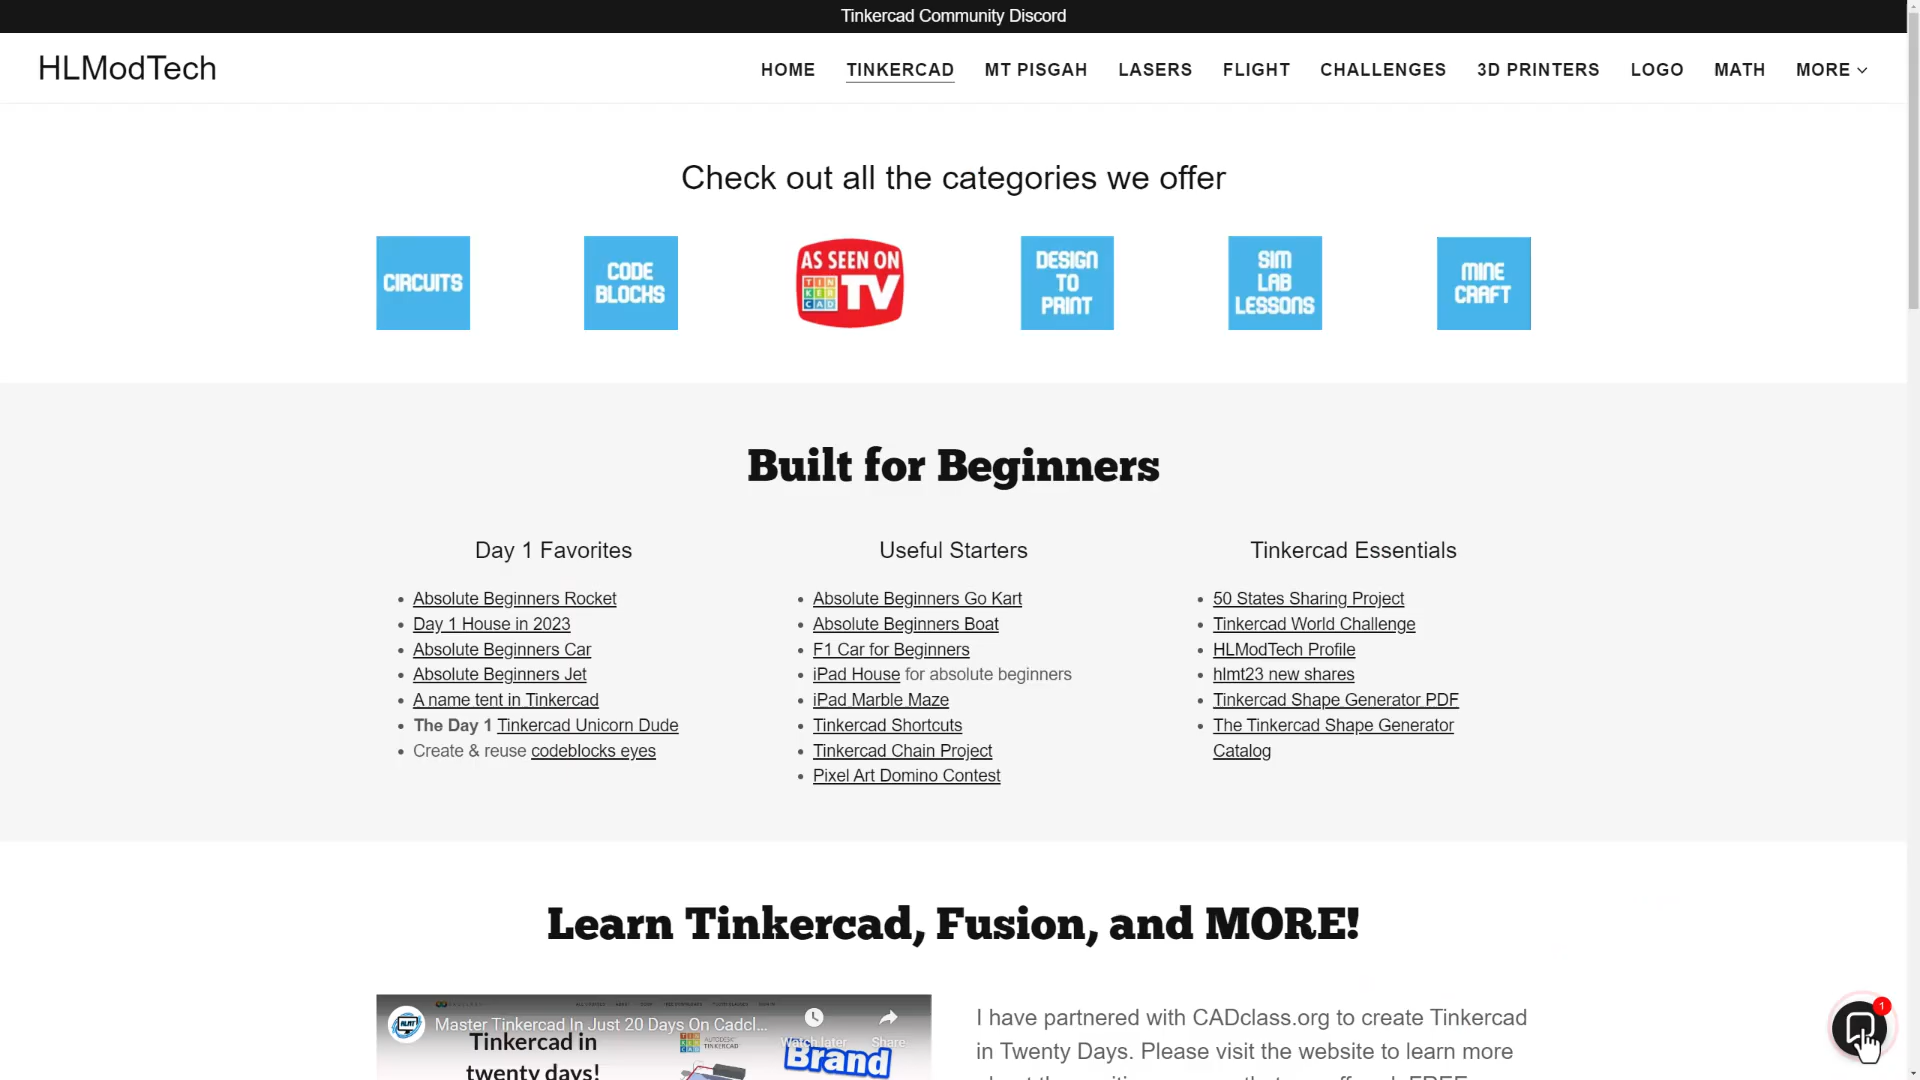 Tinkercad Community Discord
HLModTech
HOME TINKERCAD MT PISGAH LASERS FLIGHT CHALLENGES 3D PRINTERS LOGO MATH MORE
Check out all the categories we offer
CIRCUITS
CODE
BLOCKS
AS SEEN ON
TIN
KER
CAD
TV
DESIGN
TO
PRINT
SIM
LAB
LESSONS
MINE
CRAFT
Built for Beginners
Day 1 Favorites
Absolute Beginners Rocket
Day 1 House in 2023
Absolute Beginners Car
Absolute Beginners Jet
A name tent in Tinkercad
The Day 1 Tinkercad Unicorn Dude
Create & reuse codeblocks eyes
Useful Starters
Absolute Beginners Go Kart
Absolute Beginners Boat
F1 Car for Beginners
iPad House for absolute beginners
iPad Marble Maze
Tinkercad Shortcuts
Tinkercad Chain Project
Pixel Art Domino Contest
Tinkercad Essentials
50 States Sharing Project
Tinkercad World Challenge
HLModTech Profile
hlmt23 new shares
Tinkercad Shape Generator PDF
The Tinkercad Shape Generator
Catalog
Learn Tinkercad, Fusion, and MORE!
HLMT
Master Tinkercad In Just 20 Days On Cadcl...
Watch later
Share
Tinkercad in
twenty days!
AUTODESK
TINKERCAD
Brand
I have partnered with CADclass.org to create Tinkercad
in Twenty Days. Please visit the website to learn more
1